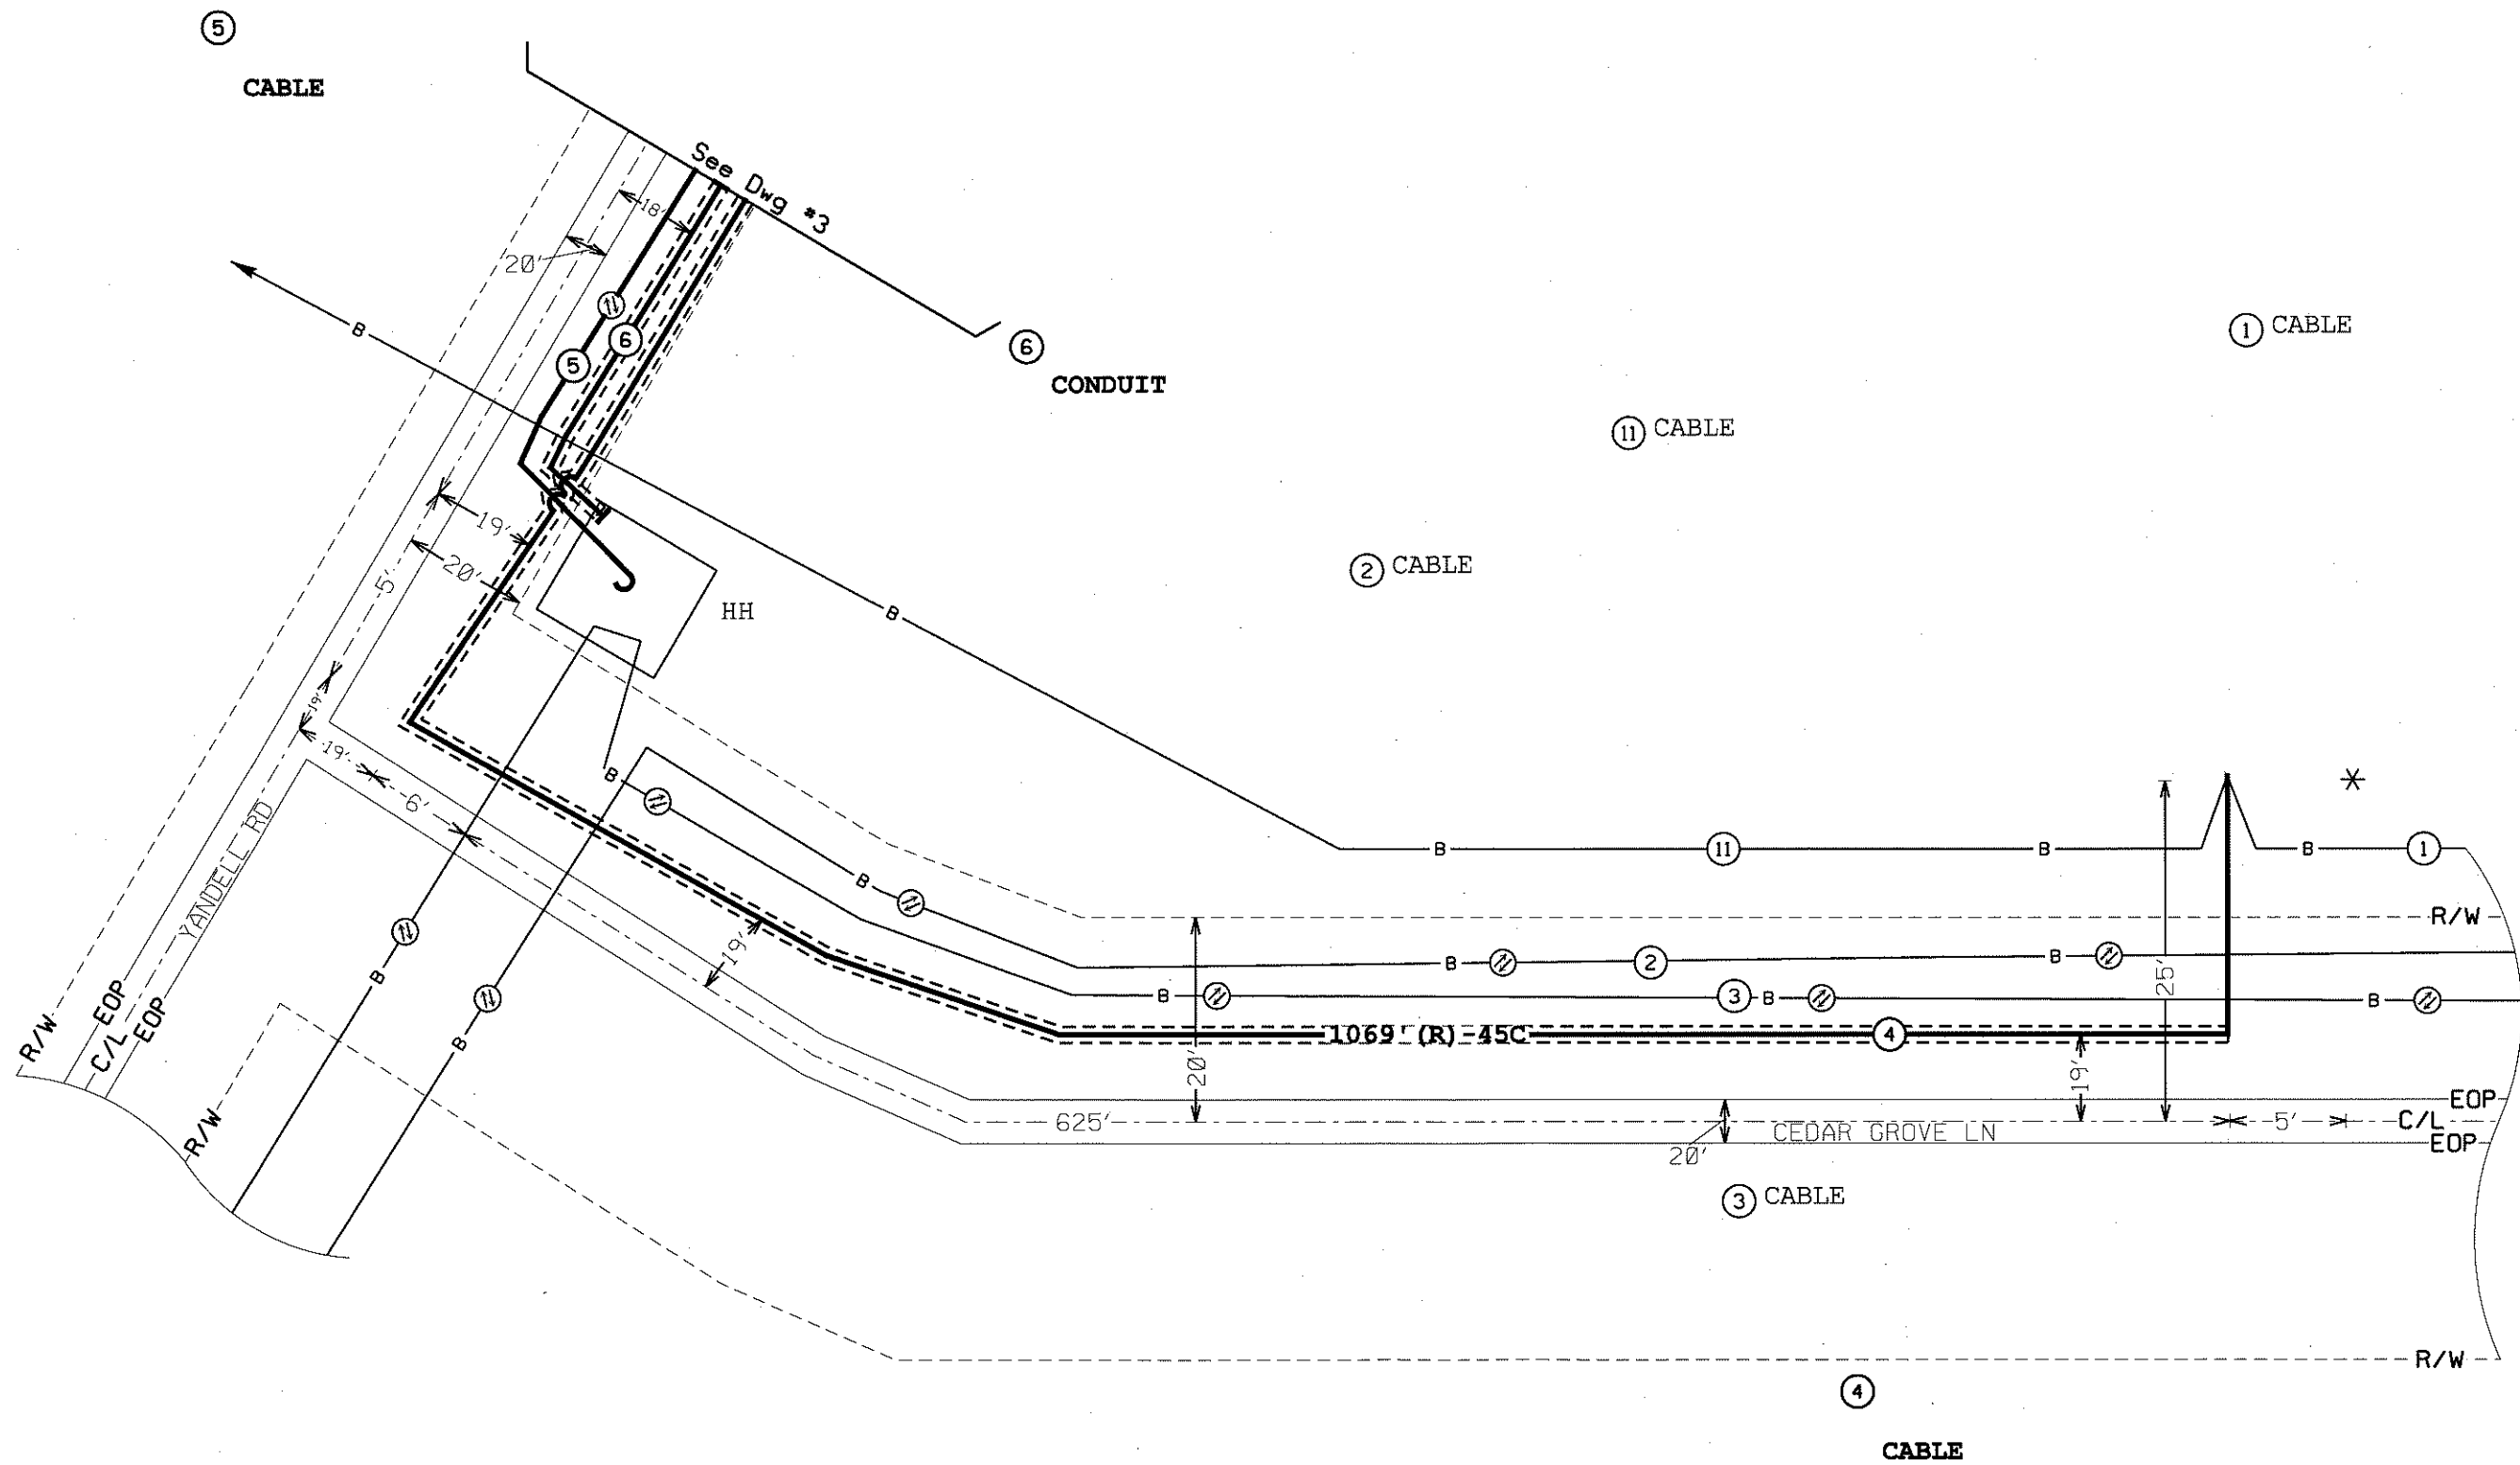 5
CABLE
See Dwg #3
18'
20'
B
5
6
6
CONDUIT
1 CABLE
11 CABLE
2 CABLE
19'
20'
5'
HH
B
19'
19'
6'
B
B
YANDELL RD
19'
B
B
R/W
EOP
C/L
EOP
R/W
B
11
B
B
1
R/W
B
2
B
25'
B
3
B
B
1069'(R)-45C
4
20'
19'
625'
EOP
5'
C/L
CEDAR GROVE LN
EOP
20'
3 CABLE
R/W
4
CABLE